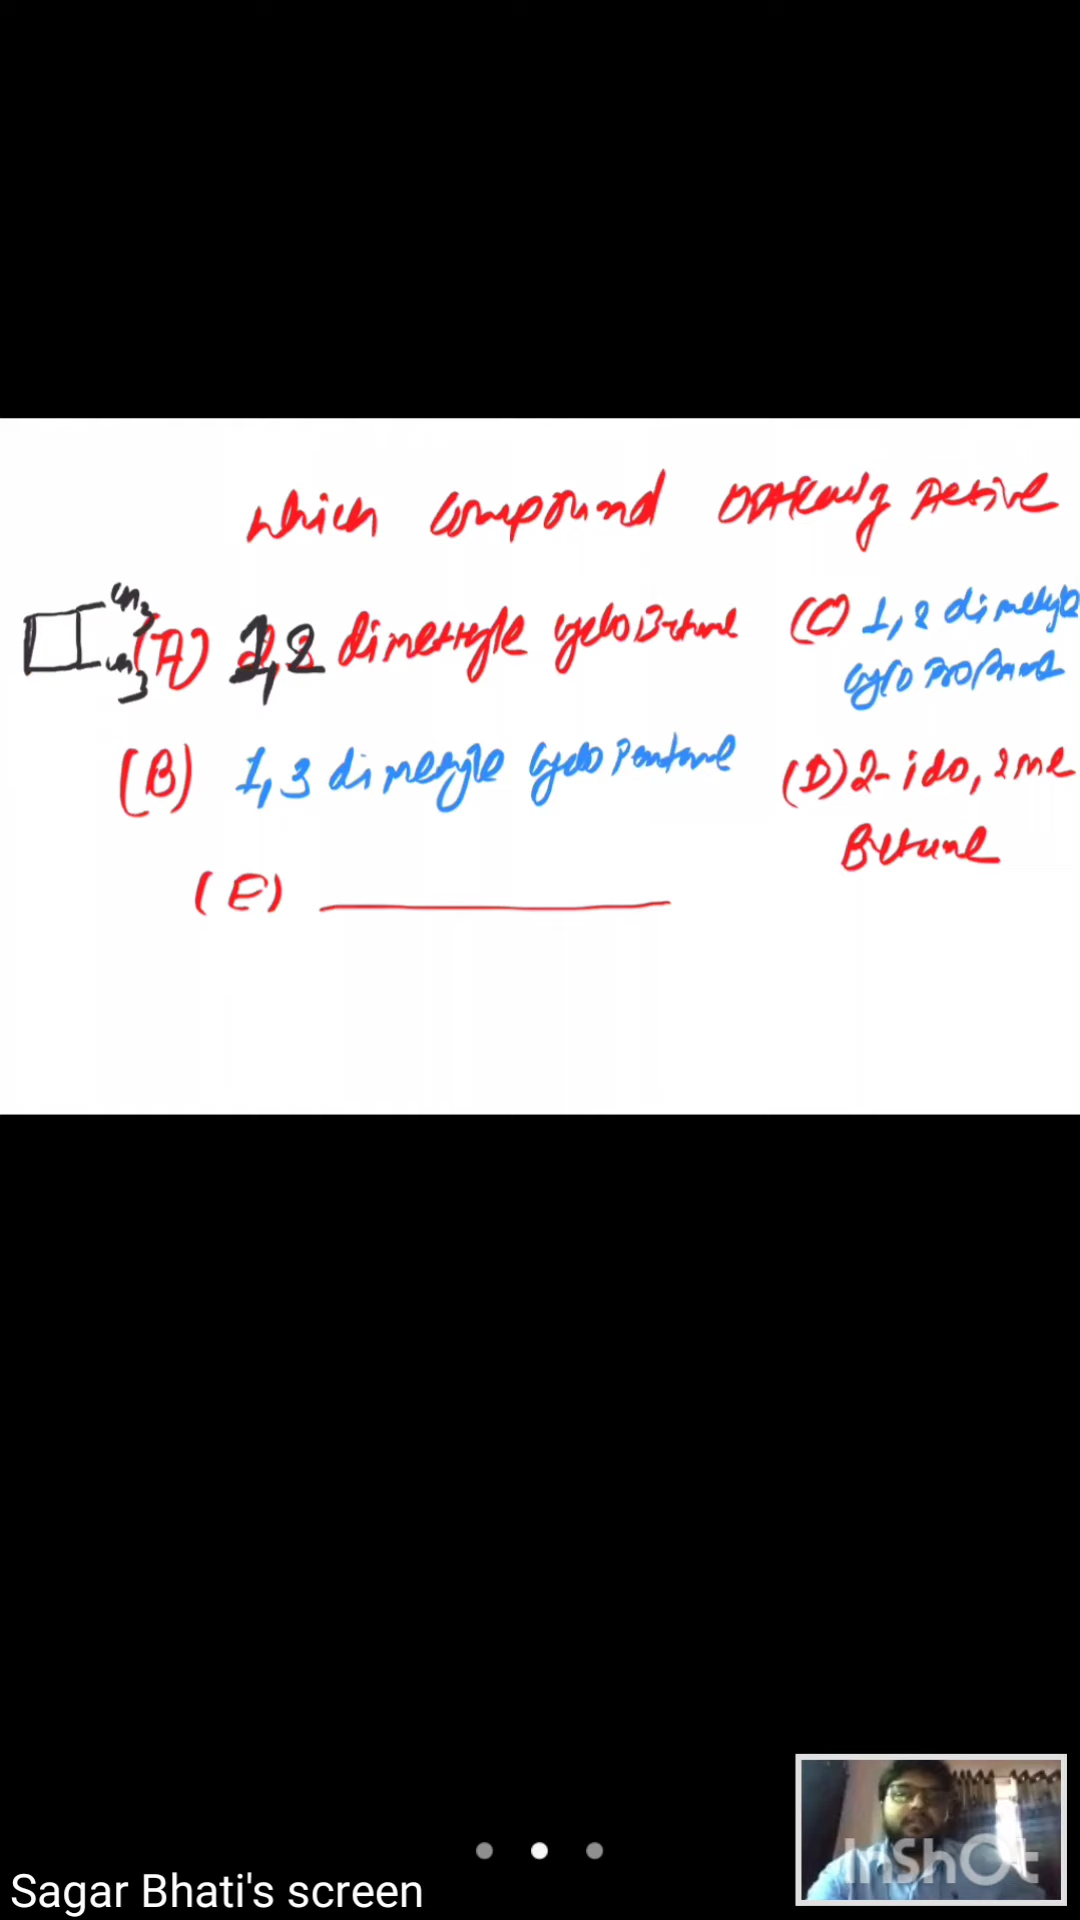 which compound optically Active
CH3
CH3
(A) 1,2 dimethyle cyclo Butane
(C) 1,2 dimethyle
cyclo Propane
(B) 1,3 dimethyle cyclo Pentane
(D) 2-ido, 2 me
Butane
(E)
InShOt
Sagar Bhati's screen